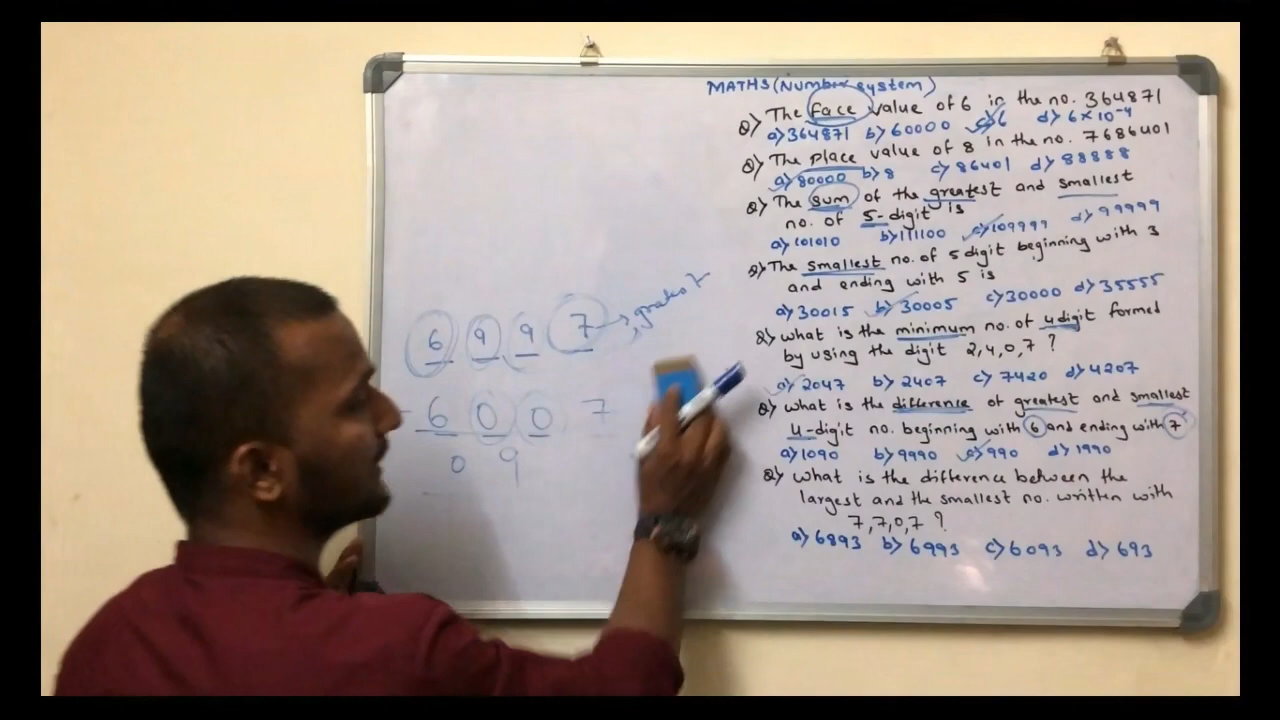 MATHS (Number system)
Q> The face value of 6 in the no. 364871
a> 364871 b> 60000 c> 6 d> 6×10⁻⁴
Q> The place value of 8 in the no. 7686401
a> 80000 b> 8 c> 86401 d> 88888
Q> The sum of the greatest and smallest
no. of 5-digit is
a> 101010 b> 111100 c> 109999 d> 99999
Q> The smallest no. of 5 digit beginning with 3
and ending with 5 is
a> 30015 b> 30005 c> 30000 d> 35555
Q> what is the minimum no. of 4 digit formed
by using the digit 2,4,0,7 ?
a> 2047 b> 2407 c> 7420 d> 4207
Q> what is the difference of greatest and smallest
4-digit no. beginning with 6 and ending with 7
a> 1090 b> 9990 c> 990 d> 1990
Q> what is the difference between the
largest and the smallest no. written with
7,7,0,7 ?
a> 6893 b> 6993 c> 6093 d> 693
6 9 9 7 → greatest
- 6 0 0 7
0 9